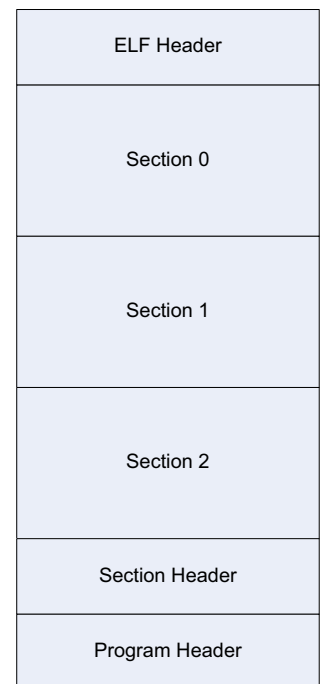 ELF Header
Section 0
Section 1
Section 2
Section Header
Program Header